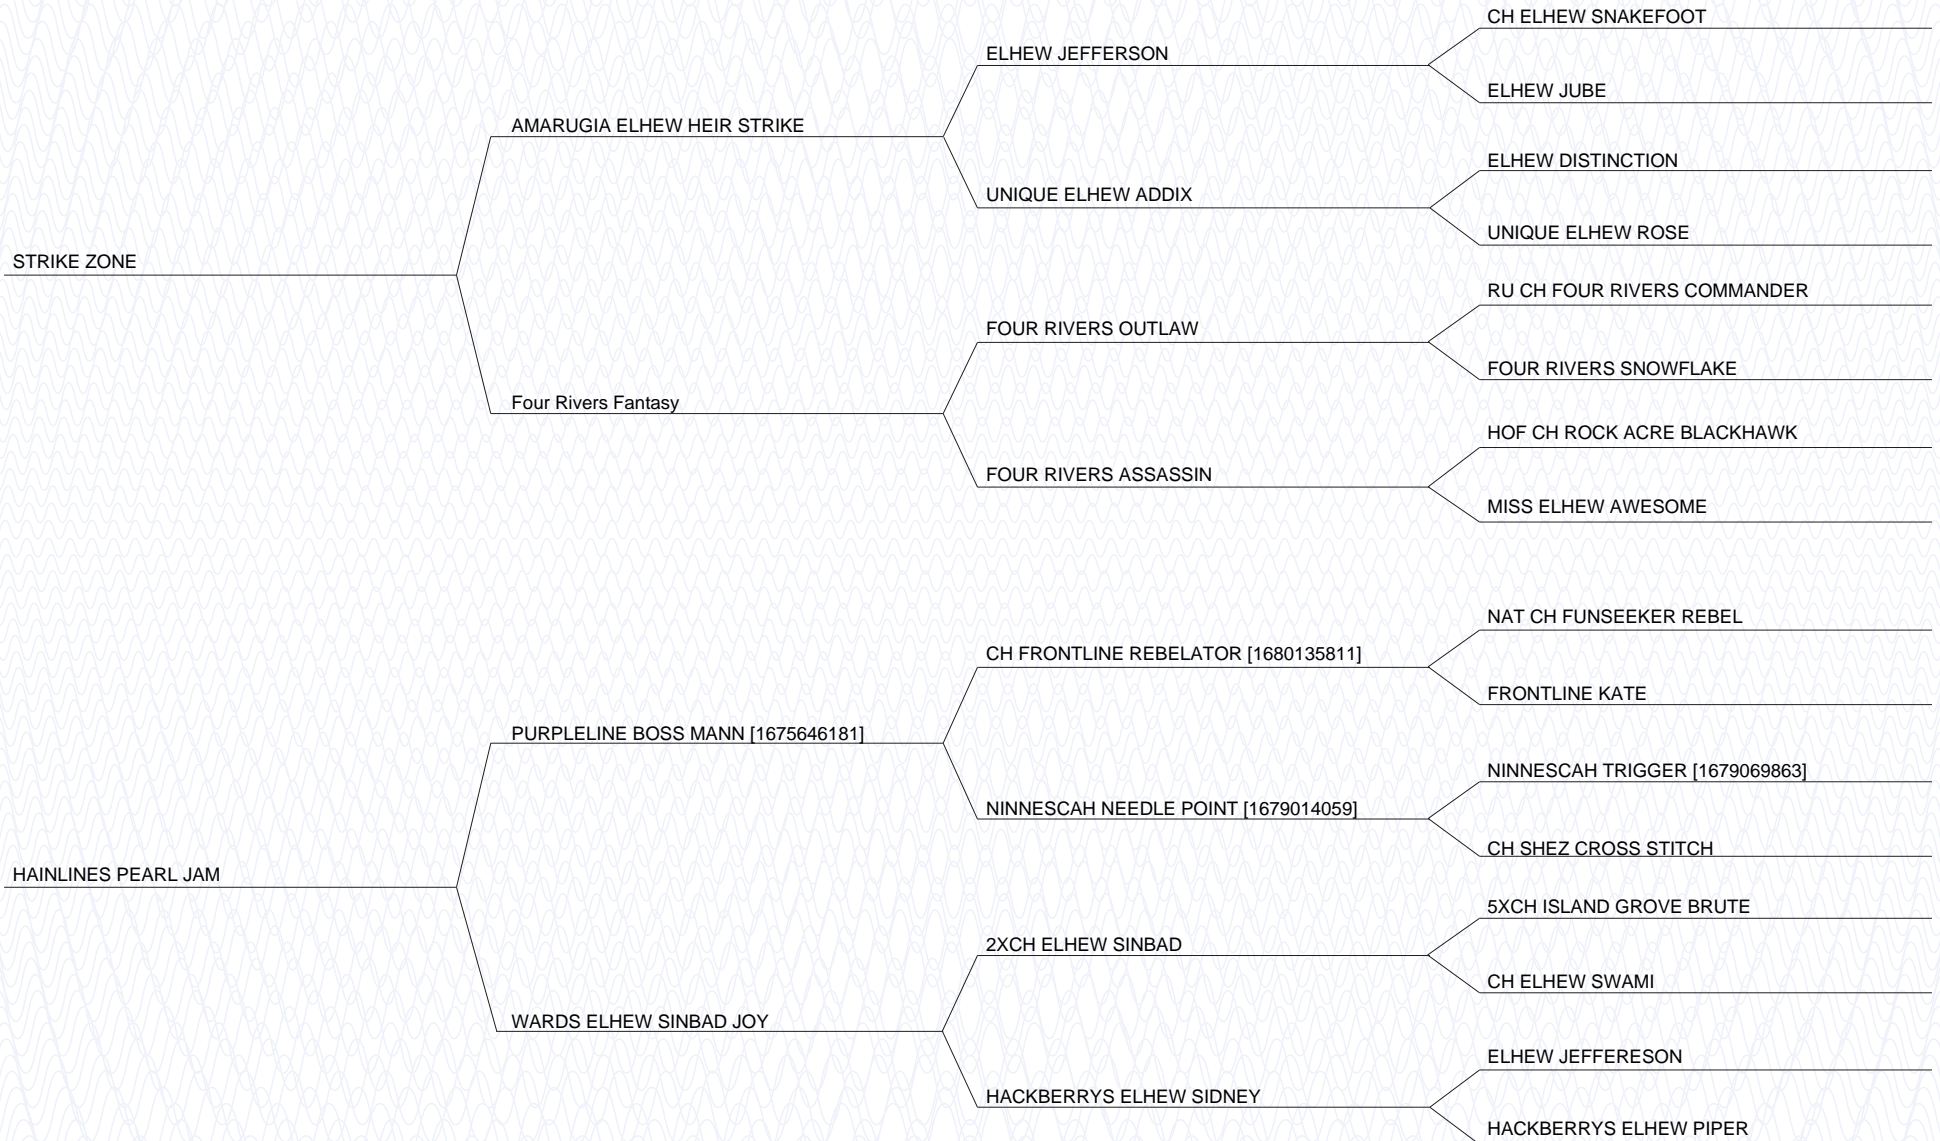 CH ELHEW SNAKEFOOT
ELHEW JEFFERSON
ELHEW JUBE
AMARUGIA ELHEW HEIR STRIKE
ELHEW DISTINCTION
UNIQUE ELHEW ADDIX
UNIQUE ELHEW ROSE
STRIKE ZONE
RU CH FOUR RIVERS COMMANDER
FOUR RIVERS OUTLAW
FOUR RIVERS SNOWFLAKE
Four Rivers Fantasy
HOF CH ROCK ACRE BLACKHAWK
FOUR RIVERS ASSASSIN
MISS ELHEW AWESOME
NAT CH FUNSEEKER REBEL
CH FRONTLINE REBELATOR [1680135811]
FRONTLINE KATE
PURPLELINE BOSS MANN [1675646181]
NINNESCAH TRIGGER [1679069863]
NINNESCAH NEEDLE POINT [1679014059]
CH SHEZ CROSS STITCH
HAINLINES PEARL JAM
5XCH ISLAND GROVE BRUTE
2XCH ELHEW SINBAD
CH ELHEW SWAMI
WARDS ELHEW SINBAD JOY
ELHEW JEFFERESON
HACKBERRYS ELHEW SIDNEY
HACKBERRYS ELHEW PIPER